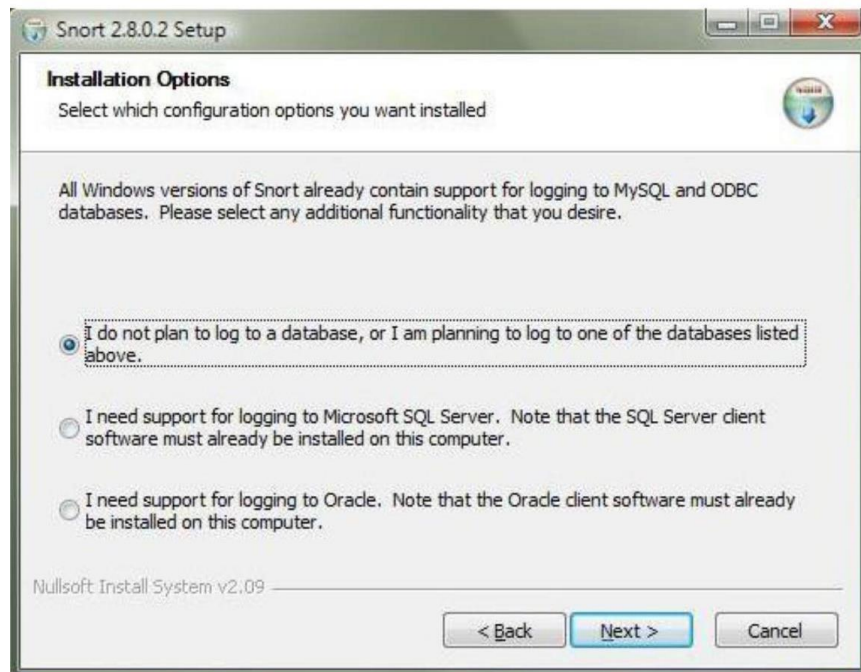 Snort 2.8.0.2 Setup
Installation Options
Select which configuration options you want installed
All Windows versions of Snort already contain support for logging to MySQL and ODBC
databases. Please select any additional functionality that you desire.
I do not plan to log to a database, or I am planning to log to one of the databases listed
above.
I need support for logging to Microsoft SQL Server. Note that the SQL Server client
software must already be installed on this computer.
I need support for logging to Oracle. Note that the Oracle client software must already
be installed on this computer.
Nullsoft Install System v2.09
< Back
Next >
Cancel